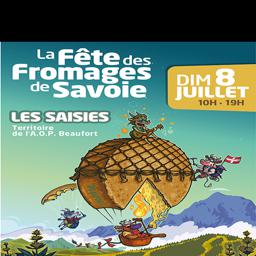 La Fête des
Fromages
de Savoie
DIM 8
JUILLET
10H - 19H
LES SAISIES
Territoire
de l'A.O.P. Beaufort